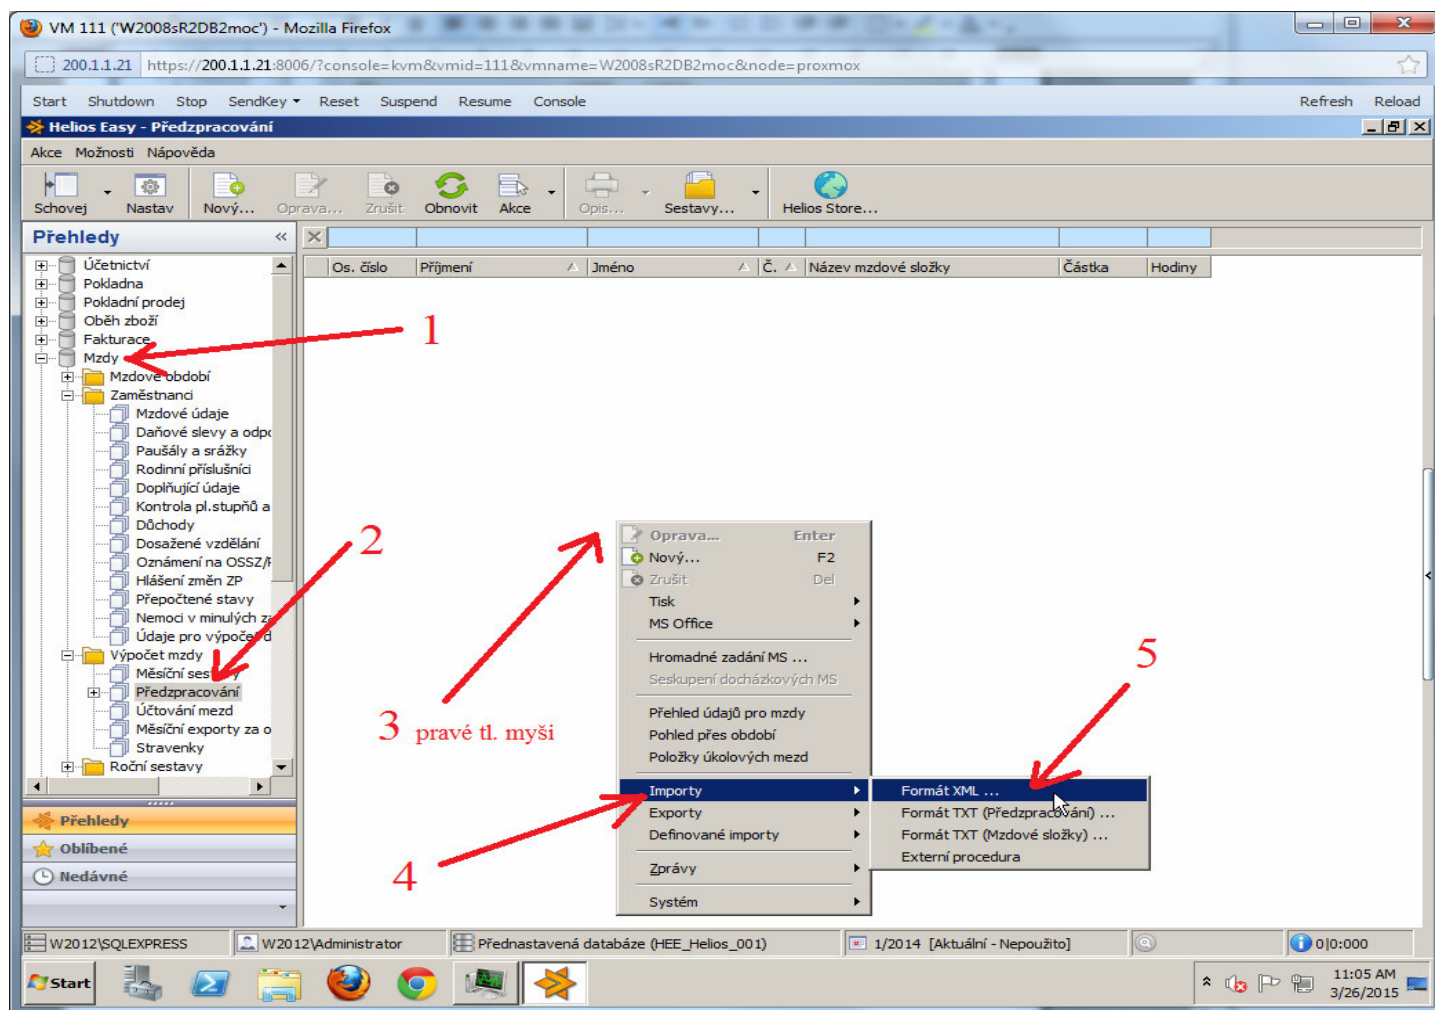 VM 111 ('W2008sR2DB2moc') - Mozilla Firefox
200.1.1.21 https://200.1.1.21:8006/?console=kvm&vmid=111&vmname=W2008sR2DB2moc&node=proxmox
Start Shutdown Stop SendKey Reset Suspend Resume Console Refresh Reload
Helios Easy - Předzpracování
Akce Možnosti Nápověda
Schovej Nastav Nový... Oprava... Zrušit Obnovit Akce Opis... Sestavy... Helios Store...
Přehledy «
Os. číslo Příjmení Jméno Č. Název mzdové složky Částka Hodiny
Účetnictví
Pokladna
Pokladní prodej
Oběh zboží
Fakturace
Mzdy
Mzdové období
Zaměstnanci
Mzdové údaje
Daňové slevy a odpo
Paušály a srážky
Rodinní příslušníci
Doplňující údaje
Kontrola pl.stupňů a
Důchody
Dosažené vzdělání
Oznámení na OSSZ/F
Hlášení změn ZP
Přepočtené stavy
Nemoci v minulých za
Údaje pro výpočet d
Výpočet mzdy
Měsíční sestavy
Předzpracování
Účtování mezd
Měsíční exporty za o
Stravenky
Roční sestavy
Přehledy
Oblíbené
Nedávné
1
2
3 pravé tl. myši
4
5
Oprava... Enter
Nový... F2
Zrušit Del
Tisk
MS Office
Hromadné zadání MS ...
Seskupení docházkových MS
Přehled údajů pro mzdy
Pohled přes období
Položky úkolových mezd
Importy
Exporty
Definované importy
Zprávy
Systém
Formát XML ...
Formát TXT (Předzpracování) ...
Formát TXT (Mzdové složky) ...
Externí procedura
W2012\SQLEXPRESS W2012\Administrator Přednastavená databáze (HEE_Helios_001) 1/2014 [Aktuální - Nepoužito] 0|0:000
Start 11:05 AM
3/26/2015